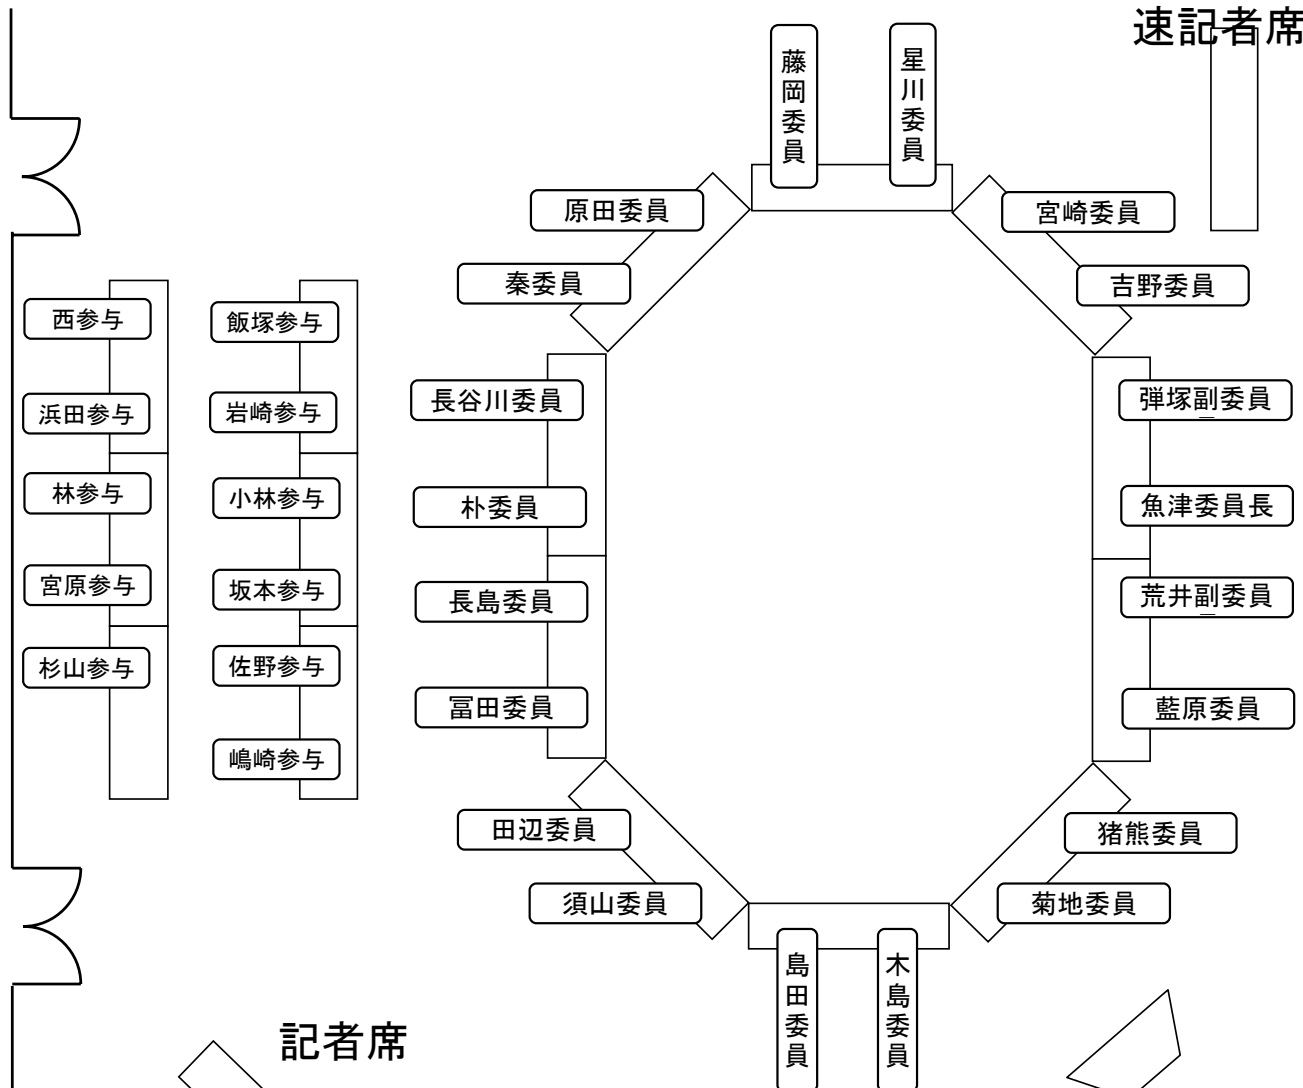 速記者席
藤岡委員
星川委員
原田委員
宮崎委員
秦委員
吉野委員
西参与
飯塚参与
長谷川委員
弾塚副委員
浜田参与
岩崎参与
林参与
小林参与
朴委員
魚津委員長
宮原参与
坂本参与
長島委員
荒井副委員
杉山参与
佐野参与
冨田委員
藍原委員
嶋崎参与
田辺委員
猪熊委員
須山委員
菊地委員
島田委員
木島委員
記者席